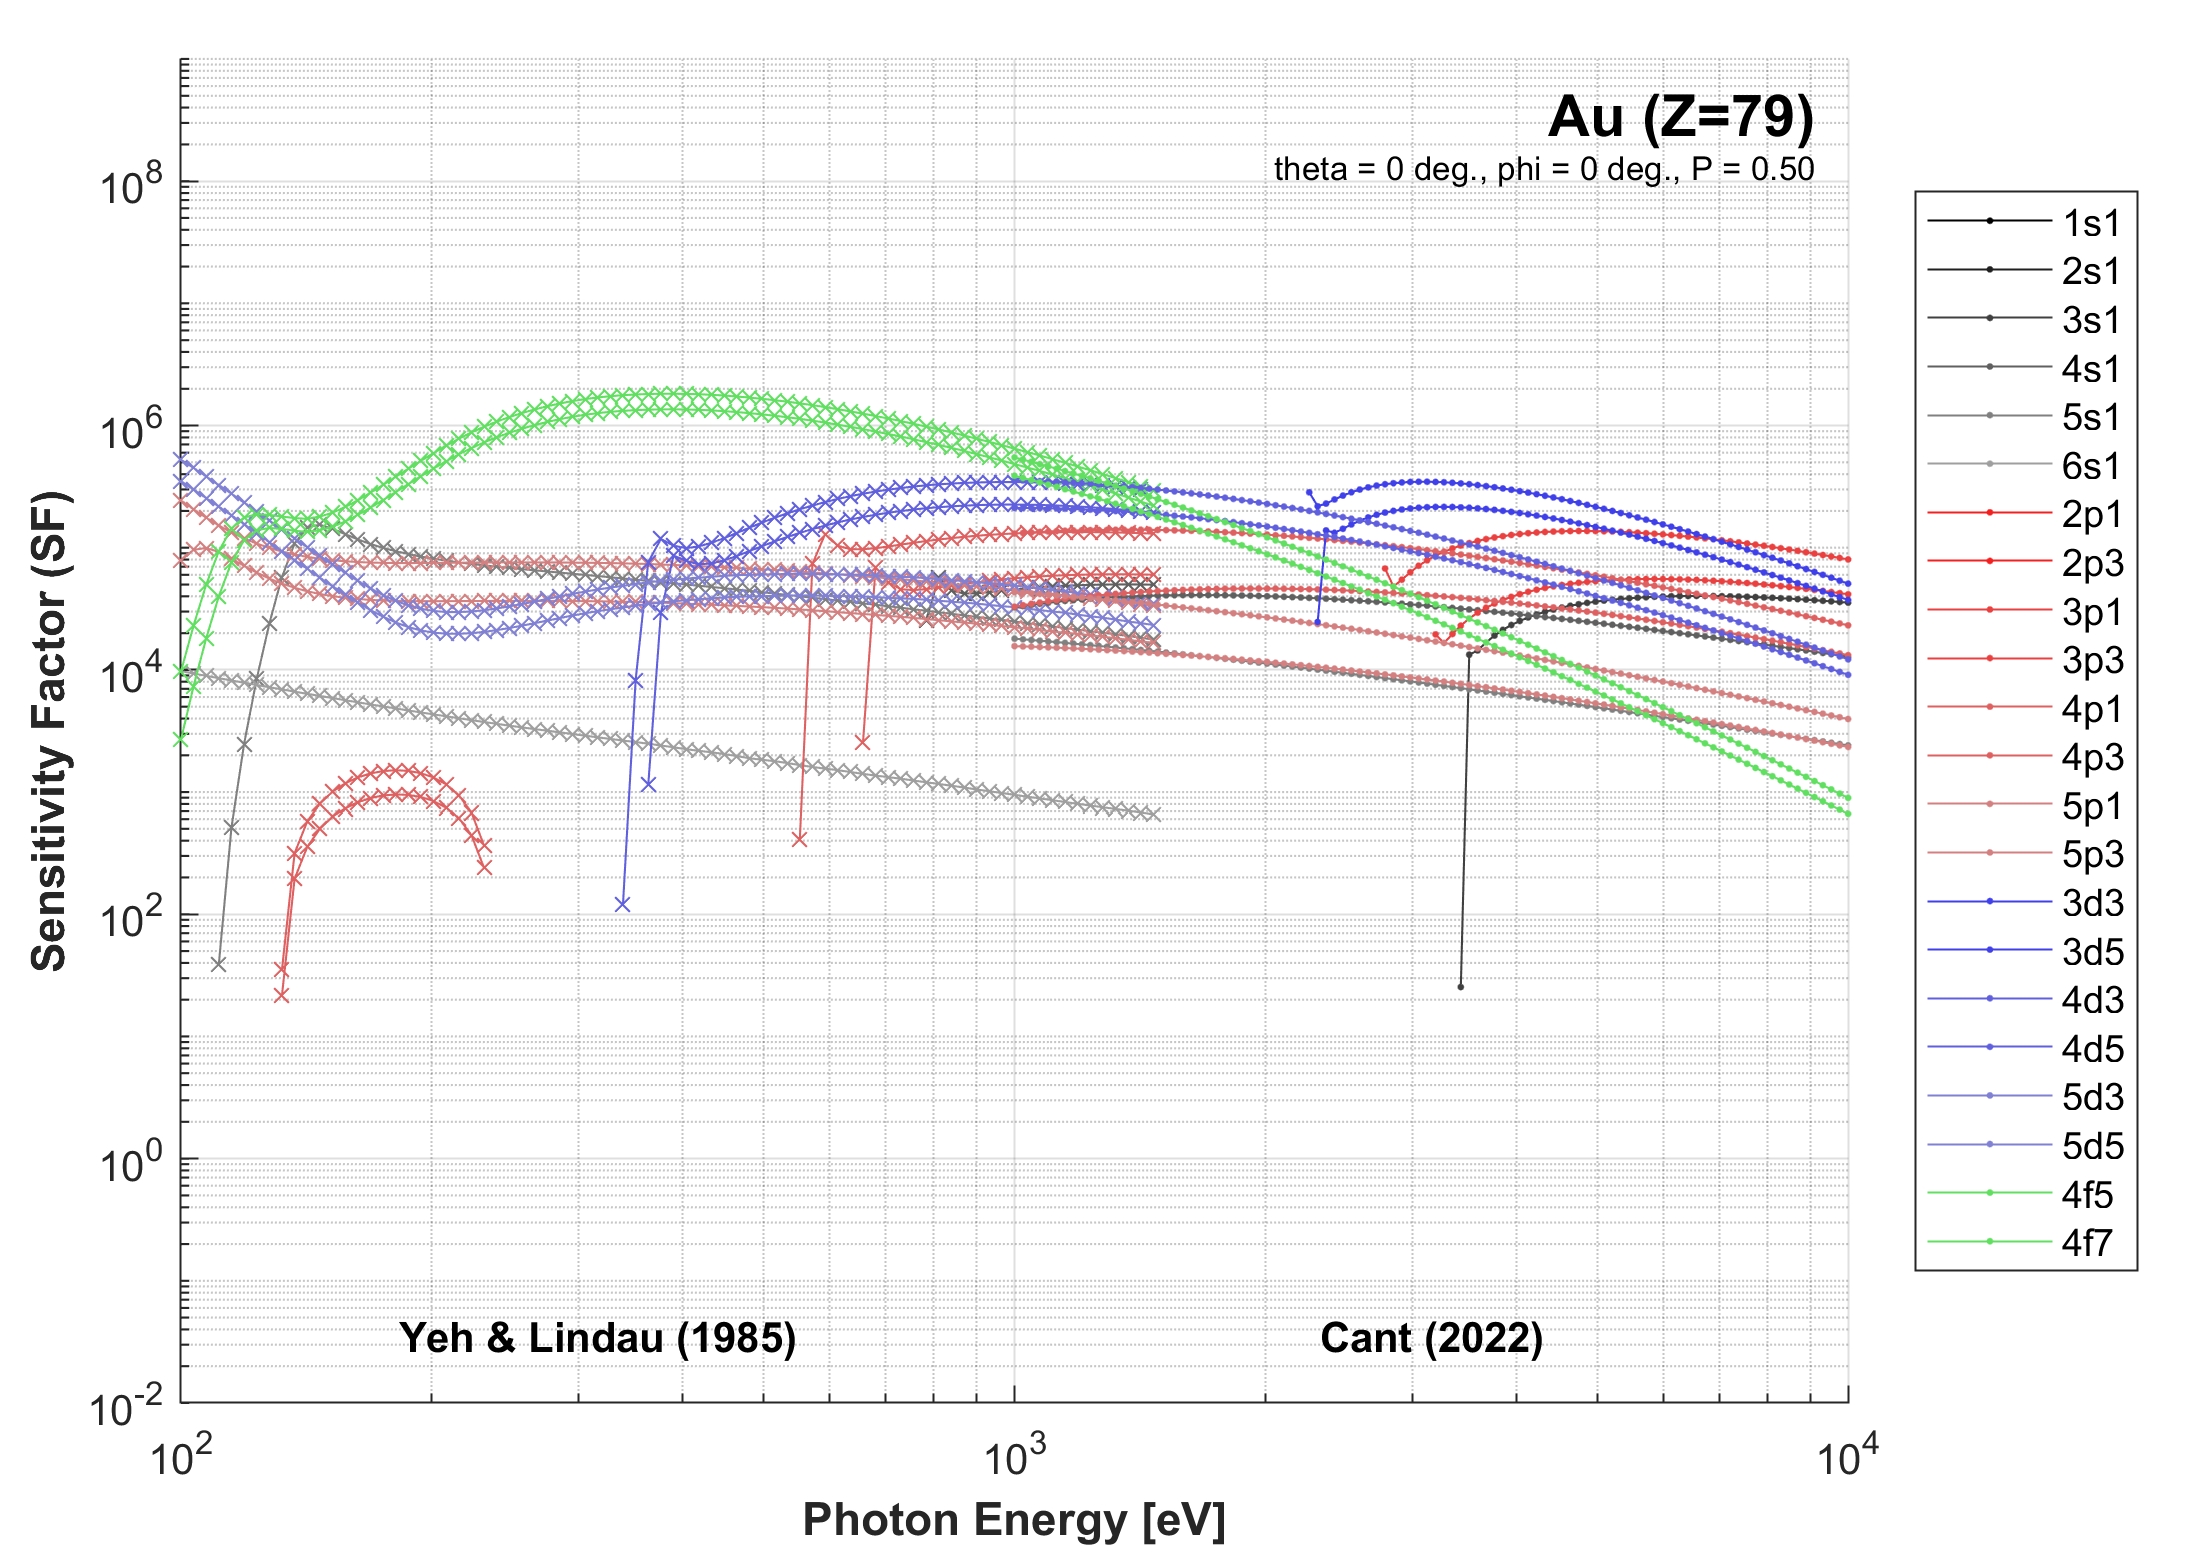 Au (Z=79)
theta = 0 deg., phi = 0 deg., P = 0.50
Sensitivity Factor (SF)
10^8
10^6
10^4
10^2
10^0
10^-2
10^2
10^3
10^4
Photon Energy [eV]
Yeh & Lindau (1985)
Cant (2022)
1s1
2s1
3s1
4s1
5s1
6s1
2p1
2p3
3p1
3p3
4p1
4p3
5p1
5p3
3d3
3d5
4d3
4d5
5d3
5d5
4f5
4f7